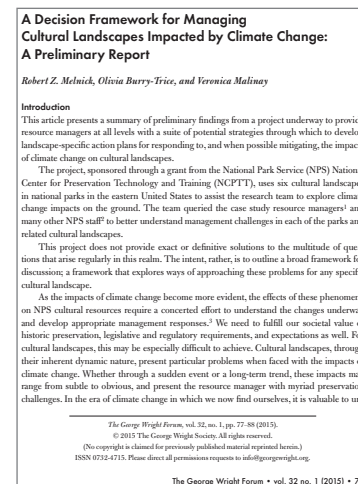 A Decision Framework for Managing
Cultural Landscapes Impacted by Climate Change:
A Preliminary Report
Robert Z. Melnick, Olivia Burry-Trice, and Veronica Malinay
Introduction
This article presents a summary of preliminary findings from a project underway to provid
resource managers at all levels with a suite of potential strategies through which to develo
landscape-specific action plans for responding to, and when possible mitigating, the impac
of climate change on cultural landscapes.
The project, sponsored through a grant from the National Park Service (NPS) Nation
Center for Preservation Technology and Training (NCPTT), uses six cultural landscape
in national parks in the eastern United States to assist the research team to explore climat
change impacts on the ground. The team queried the case study resource managers¹ an
many other NPS staff² to better understand management challenges in each of the parks an
related cultural landscapes.
This project does not provide exact or definitive solutions to the multitude of que
tions that arise regularly in this realm. The intent, rather, is to outline a broad framework fo
discussion; a framework that explores ways of approaching these problems for any specif
cultural landscape.
As the impacts of climate change become more evident, the effects of these phenomen
on NPS cultural resources require a concerted effort to understand the changes underwa
and develop appropriate management responses.³ We need to fulfill our societal value o
historic preservation, legislative and regulatory requirements, and expectations as well. Fo
cultural landscapes, this may be especially difficult to achieve. Cultural landscapes, throug
their inherent dynamic nature, present particular problems when faced with the impacts o
climate change. Whether through a sudden event or a long-term trend, these impacts ma
range from subtle to obvious, and present the resource manager with myriad preservatio
challenges. In the era of climate change in which we now find ourselves, it is valuable to un
The George Wright Forum, vol. 32, no. 1, pp. 77–88 (2015).
© 2015 The George Wright Society. All rights reserved.
(No copyright is claimed for previously published material reprinted herein.)
ISSN 0732-4715. Please direct all permissions requests to info@georgewright.org.
The George Wright Forum • vol. 32 no. 1 (2015) • 7